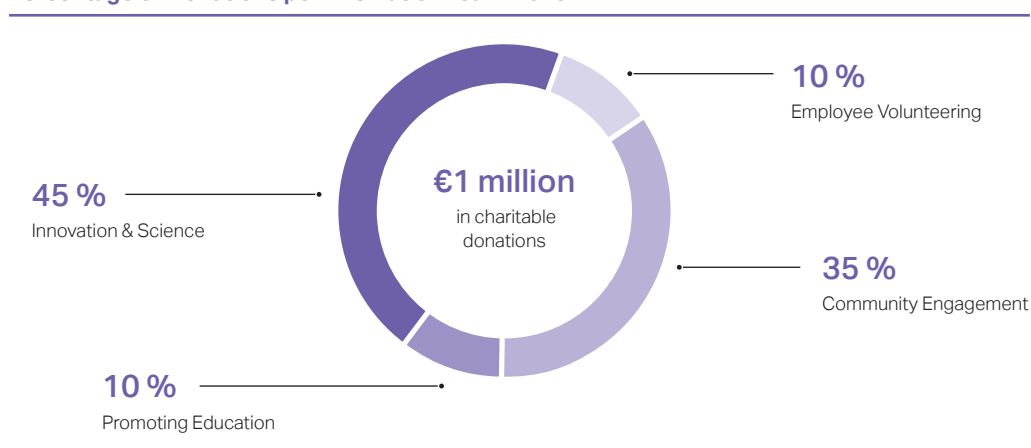 10 %
Employee Volunteering
€1 million
in charitable
donations
45 %
Innovation & Science
35 %
Community Engagement
10 %
Promoting Education